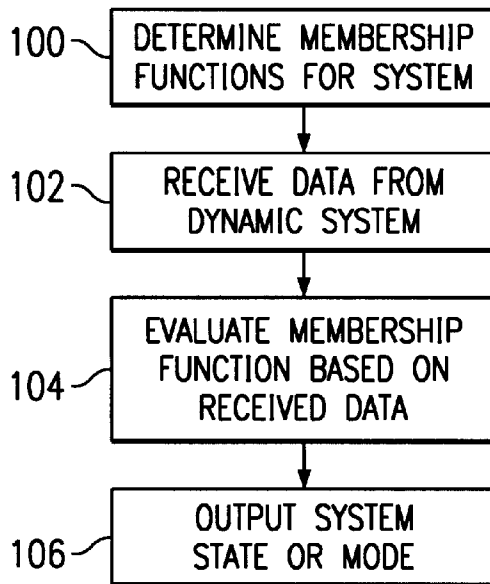 100
DETERMINE MEMBERSHIP
FUNCTIONS FOR SYSTEM
102
RECEIVE DATA FROM
DYNAMIC SYSTEM
104
EVALUATE MEMBERSHIP
FUNCTION BASED ON
RECEIVED DATA
106
OUTPUT SYSTEM
STATE OR MODE